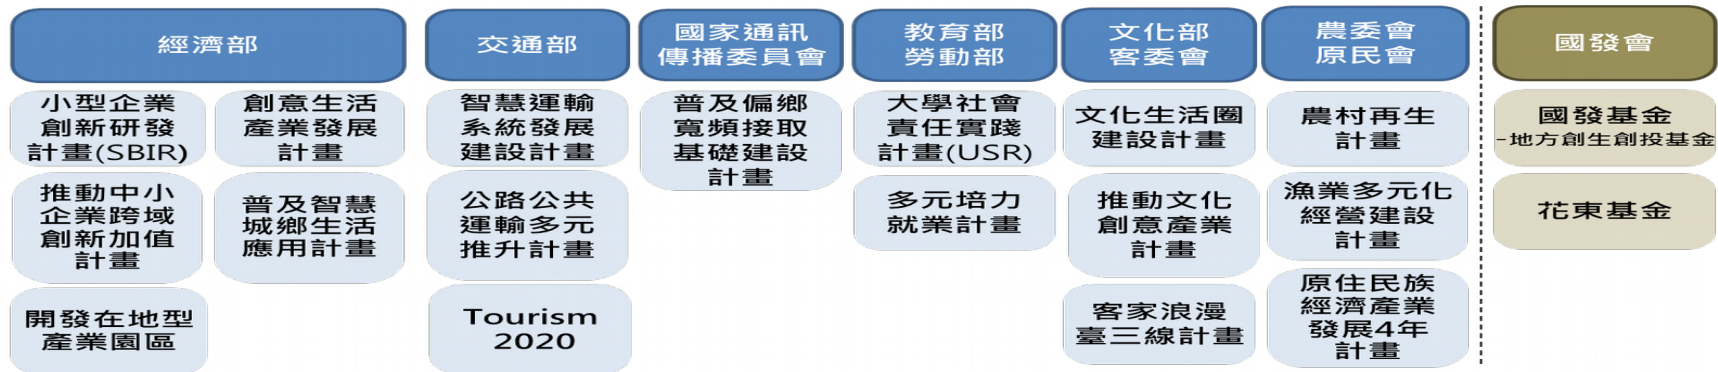 經濟部
小型企業
創新研發
計畫(SBIR)
創意生活
產業發展
計畫
推動中小
企業跨域
創新加值
計畫
普及智慧
城鄉生活
應用計畫
開發在地型
產業園區
交通部
智慧運輸
系統發展
建設計畫
公路公共
運輸多元
推升計畫
Tourism
2020
國家通訊
傳播委員會
普及偏鄉
寬頻接取
基礎建設
計畫
教育部
勞動部
大學社會
責任實踐
計畫(USR)
多元培力
就業計畫
文化部
客委會
文化生活圈
建設計畫
推動文化
創意產業
計畫
客家浪漫
臺三線計畫
農委會
原民會
農村再生
計畫
漁業多元化
經營建設
計畫
原住民族
經濟產業
發展4年
計畫
國發會
國發基金
-地方創生創投基金
花東基金